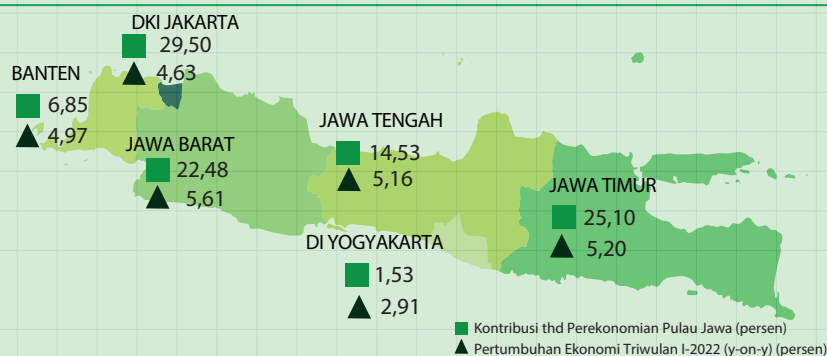 DKI JAKARTA
29,50
4,63
BANTEN
6,85
4,97
JAWA BARAT
22,48
5,61
JAWA TENGAH
14,53
5,16
DI YOGYAKARTA
1,53
2,91
JAWA TIMUR
25,10
5,20
Kontribusi thd Perekonomian Pulau Jawa (persen)
Pertumbuhan Ekonomi Triwulan I-2022 (y-on-y) (persen)